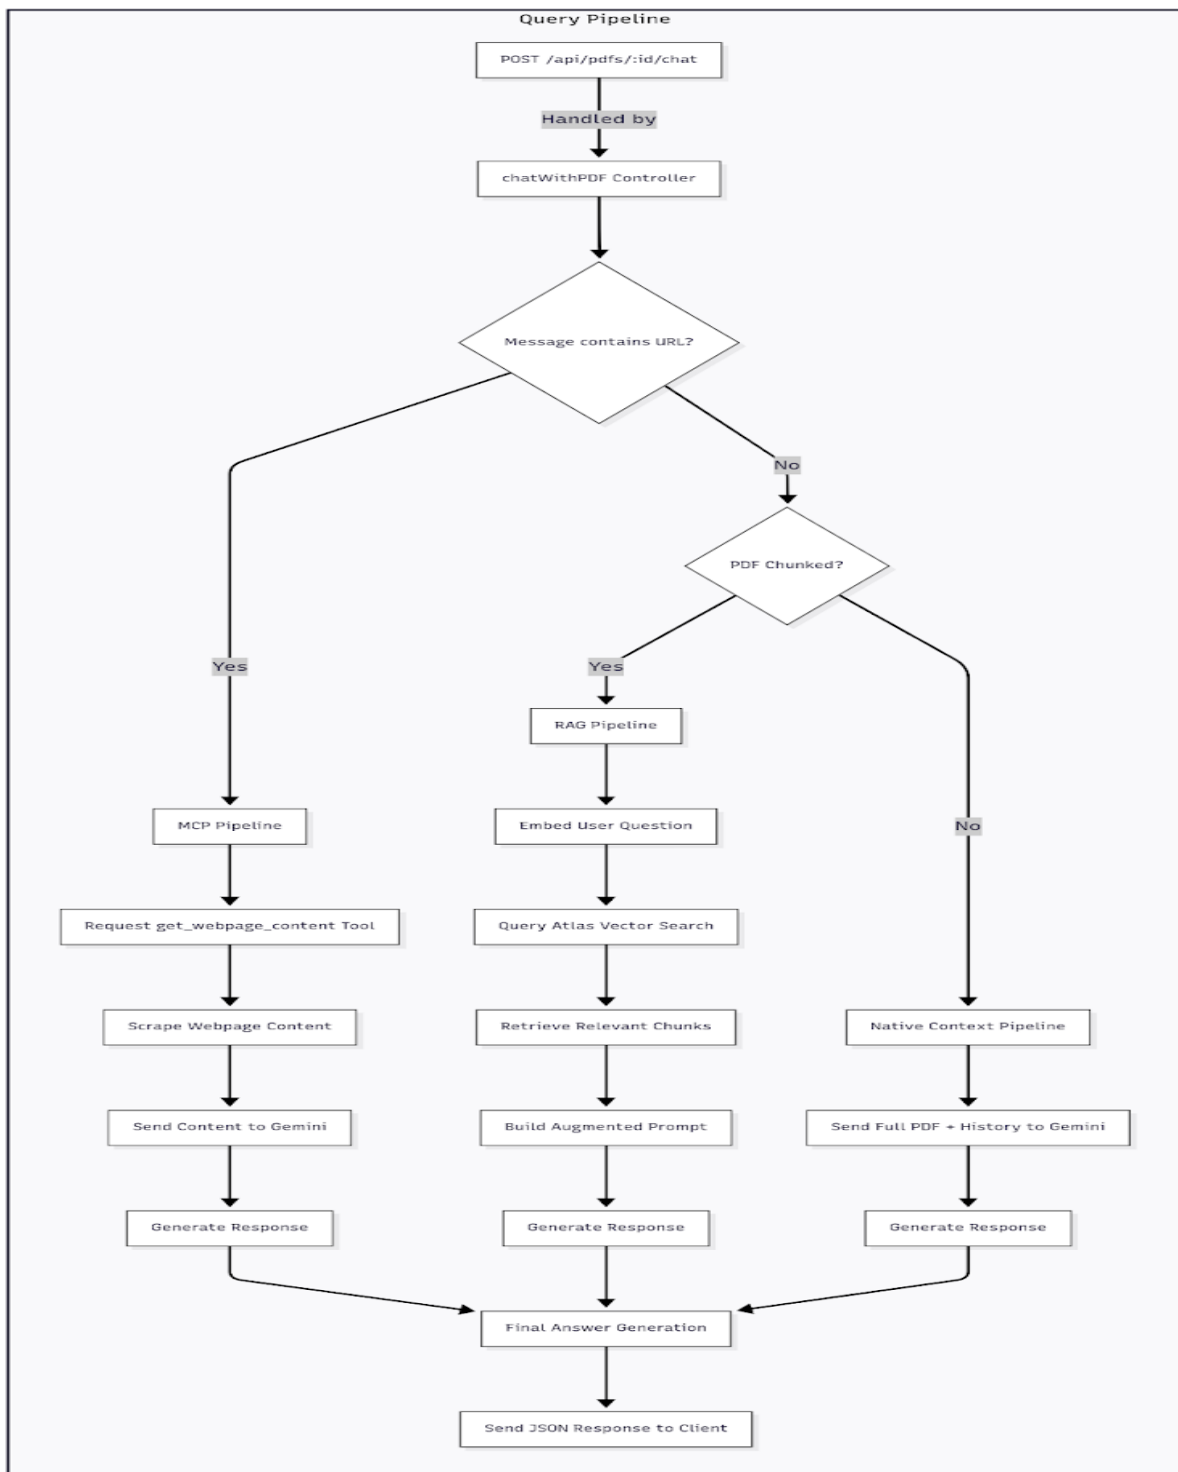 Query Pipeline
POST /api/pdfs/:id/chat
Handled by
chatWithPDF Controller
Message contains URL?
No
PDF Chunked?
Yes
Yes
RAG Pipeline
MCP Pipeline
Embed User Question
No
Request get_webpage_content Tool
Query Atlas Vector Search
Scrape Webpage Content
Retrieve Relevant Chunks
Native Context Pipeline
Send Content to Gemini
Build Augmented Prompt
Send Full PDF + History to Gemini
Generate Response
Generate Response
Generate Response
Final Answer Generation
Send JSON Response to Client